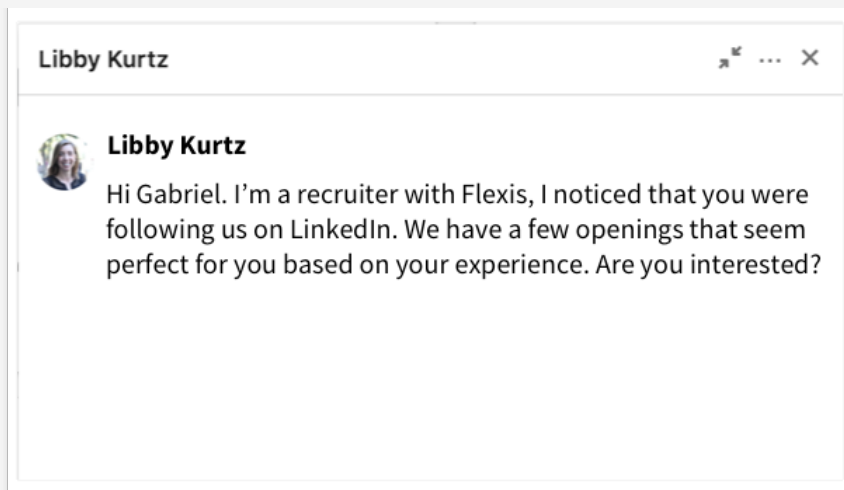 Libby Kurtz
Libby Kurtz
Hi Gabriel. I’m a recruiter with Flexis, I noticed that you were
following us on LinkedIn. We have a few openings that seem
perfect for you based on your experience. Are you interested?